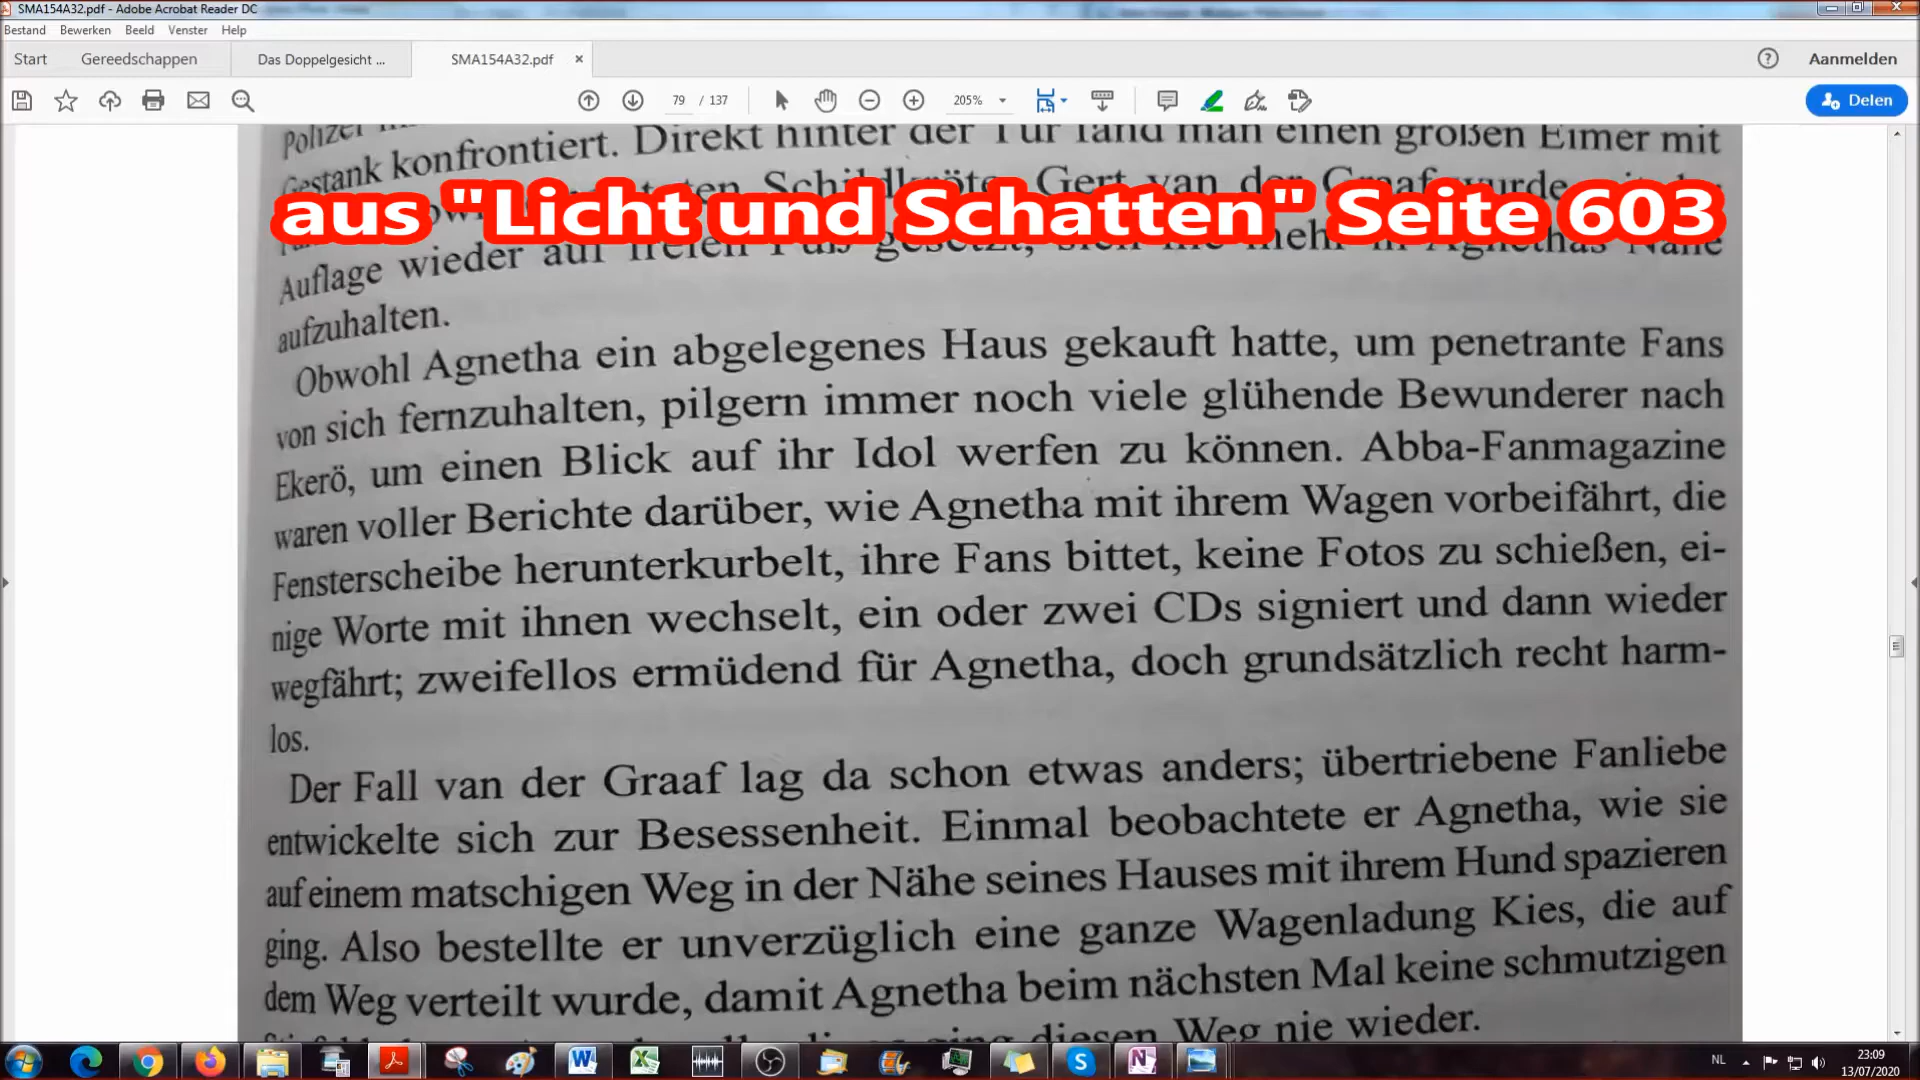 SMA154A32.pdf - Adobe Acrobat Reader DC
Bestand Bewerken Beeld Venster Help
Start Gereedschappen Das Doppelgesicht ... SMA154A32.pdf × Aanmelden
79 / 137 205% Delen
Polizei
Gestank konfrontiert. Direkt hinter der Tür fand man einen großen Eimer mit
Schildkröte. Gert van der Graaf wurde
aus "Licht und Schatten" Seite 603
Auflage wieder auf freien Fuß gesetzt, sich nie mehr in Agnethas Nähe
aufzuhalten.
Obwohl Agnetha ein abgelegenes Haus gekauft hatte, um penetrante Fans
von sich fernzuhalten, pilgern immer noch viele glühende Bewunderer nach
Ekerö, um einen Blick auf ihr Idol werfen zu können. Abba-Fanmagazine
waren voller Berichte darüber, wie Agnetha mit ihrem Wagen vorbeifährt, die
Fensterscheibe herunterkurbelt, ihre Fans bittet, keine Fotos zu schießen, ei-
nige Worte mit ihnen wechselt, ein oder zwei CDs signiert und dann wieder
wegfährt; zweifellos ermüdend für Agnetha, doch grundsätzlich recht harm-
los.
Der Fall van der Graaf lag da schon etwas anders; übertriebene Fanliebe
entwickelte sich zur Besessenheit. Einmal beobachtete er Agnetha, wie sie
auf einem matschigen Weg in der Nähe seines Hauses mit ihrem Hund spazieren
ging. Also bestellte er unverzüglich eine ganze Wagenladung Kies, die auf
dem Weg verteilt wurde, damit Agnetha beim nächsten Mal keine schmutzigen
ging diesen Weg nie wieder.
NL 23:09
13/07/2020